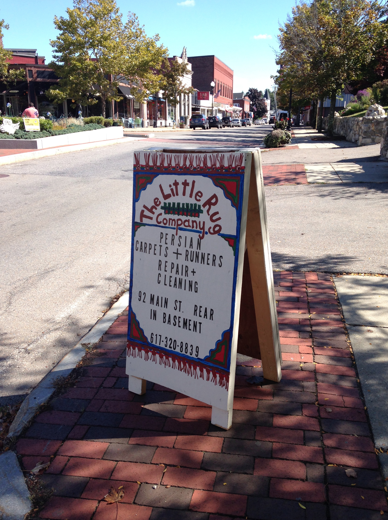 The Little Rug
Company
PERSIAN
CARPETS + RUNNERS
REPAIR +
CLEANING
92 MAIN ST. REAR
IN BASEMENT
617-320-8839